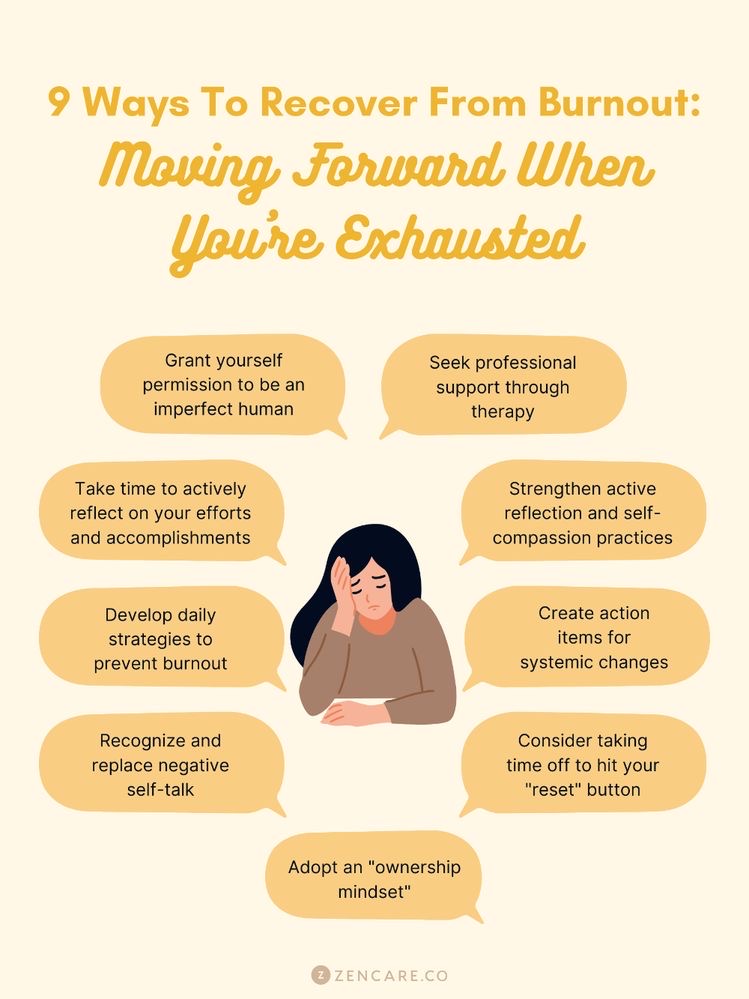 9 Ways To Recover From Burnout:
Moving Forward When
You're Exhausted
Grant yourself
permission to be an
imperfect human
Seek professional
support through
therapy
Take time to actively
reflect on your efforts
and accomplishments
Strengthen active
reflection and self-
compassion practices
Develop daily
strategies to
prevent burnout
Create action
items for
systemic changes
Recognize and
replace negative
self-talk
Consider taking
time off to hit your
"reset" button
Adopt an "ownership
mindset"
Z ZENCARE.CO